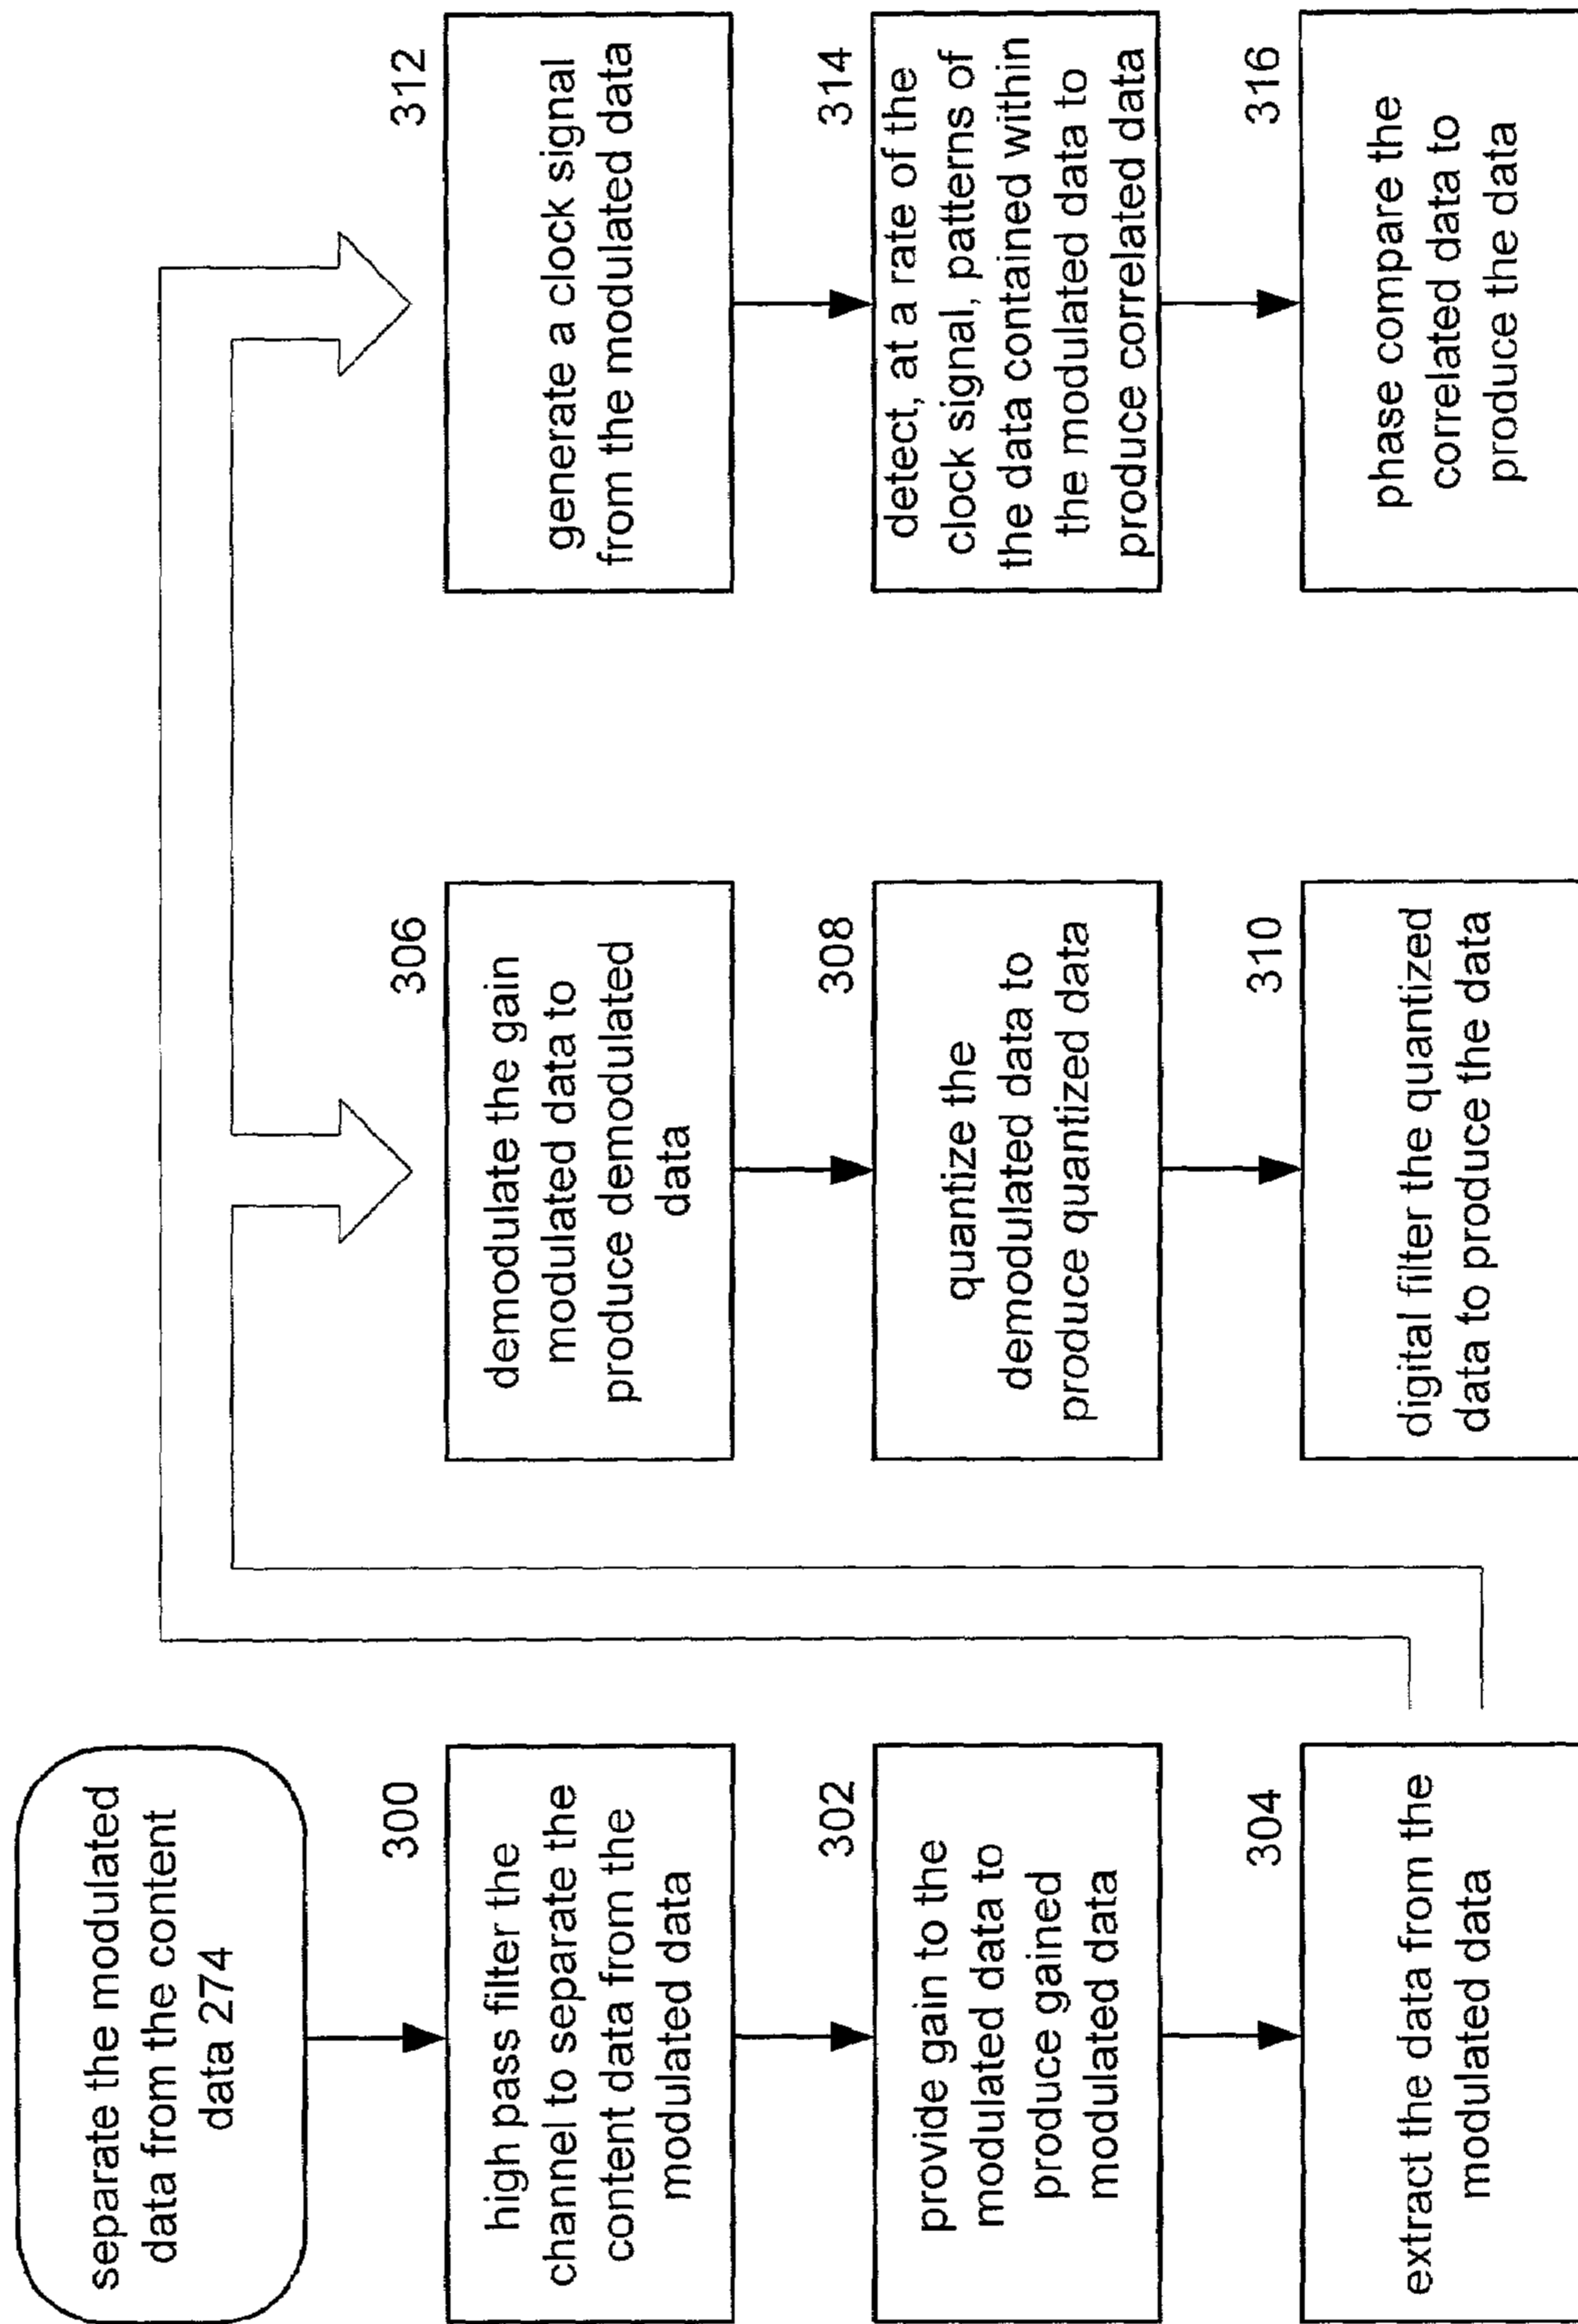 separate the modulated
data from the content
data 274
300
high pass filter the
channel to separate the
content data from the
modulated data
302
provide gain to the
modulated data to
produce gained
modulated data
304
extract the data from the
modulated data
306
demodulate the gain
modulated data to
produce demodulated
data
308
quantize the
demodulated data to
produce quantized data
310
digital filter the quantized
data to produce the data
312
generate a clock signal
from the modulated data
314
detect, at a rate of the
clock signal, patterns of
the data contained within
the modulated data to
produce correlated data
316
phase compare the
correlated data to
produce the data